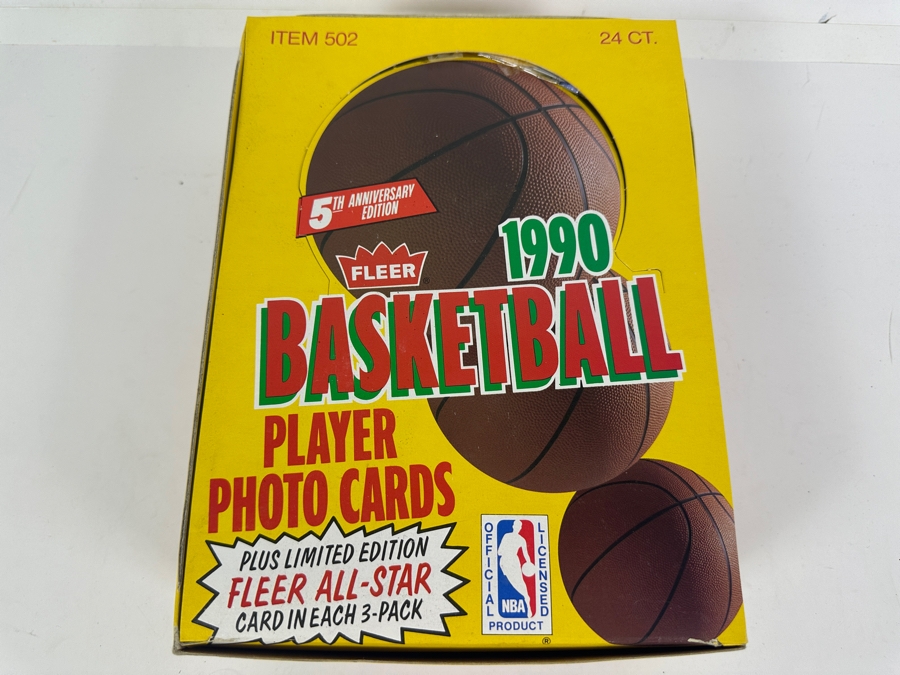 ITEM 502
24 CT.
5TH ANNIVERSARY
EDITION
FLEER
1990
BASKETBALL
PLAYER
PHOTO CARDS
PLUS LIMITED EDITION
FLEER ALL-STAR
CARD IN EACH 3-PACK
OFFICIAL
LICENSED
NBA
PRODUCT
®